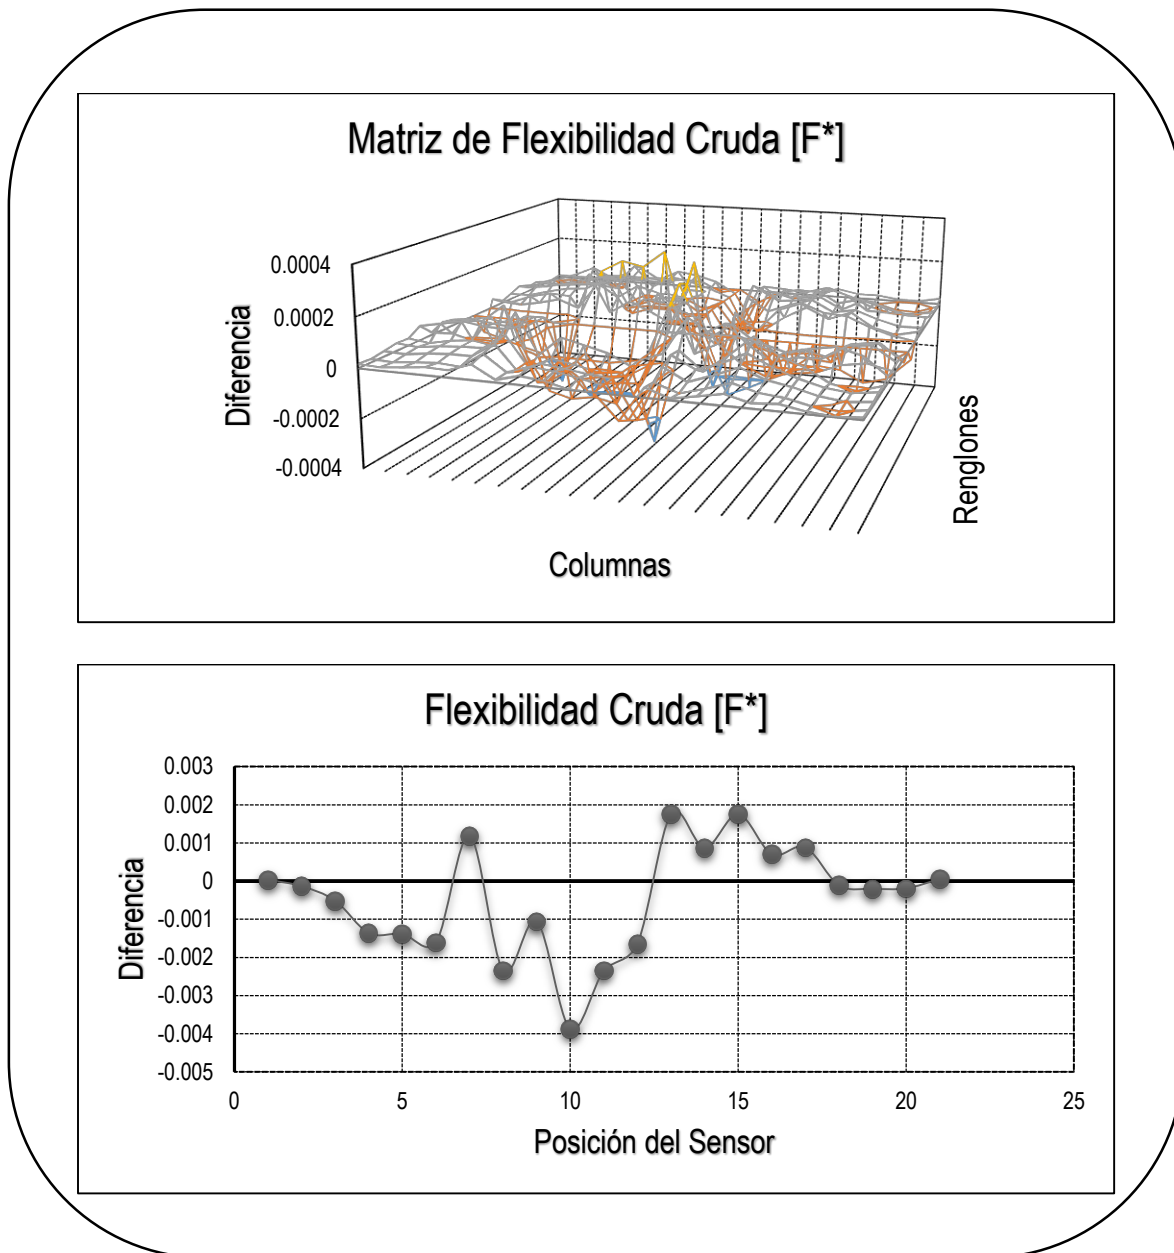 Matriz de Flexibilidad Cruda [F*]
0.0004
0.0002
0
-0.0002
-0.0004
Diferencia
Columnas
Renglones
Flexibilidad Cruda [F*]
0.003
0.002
0.001
0
-0.001
-0.002
-0.003
-0.004
-0.005
Diferencia
0 5 10 15 20 25
Posición del Sensor